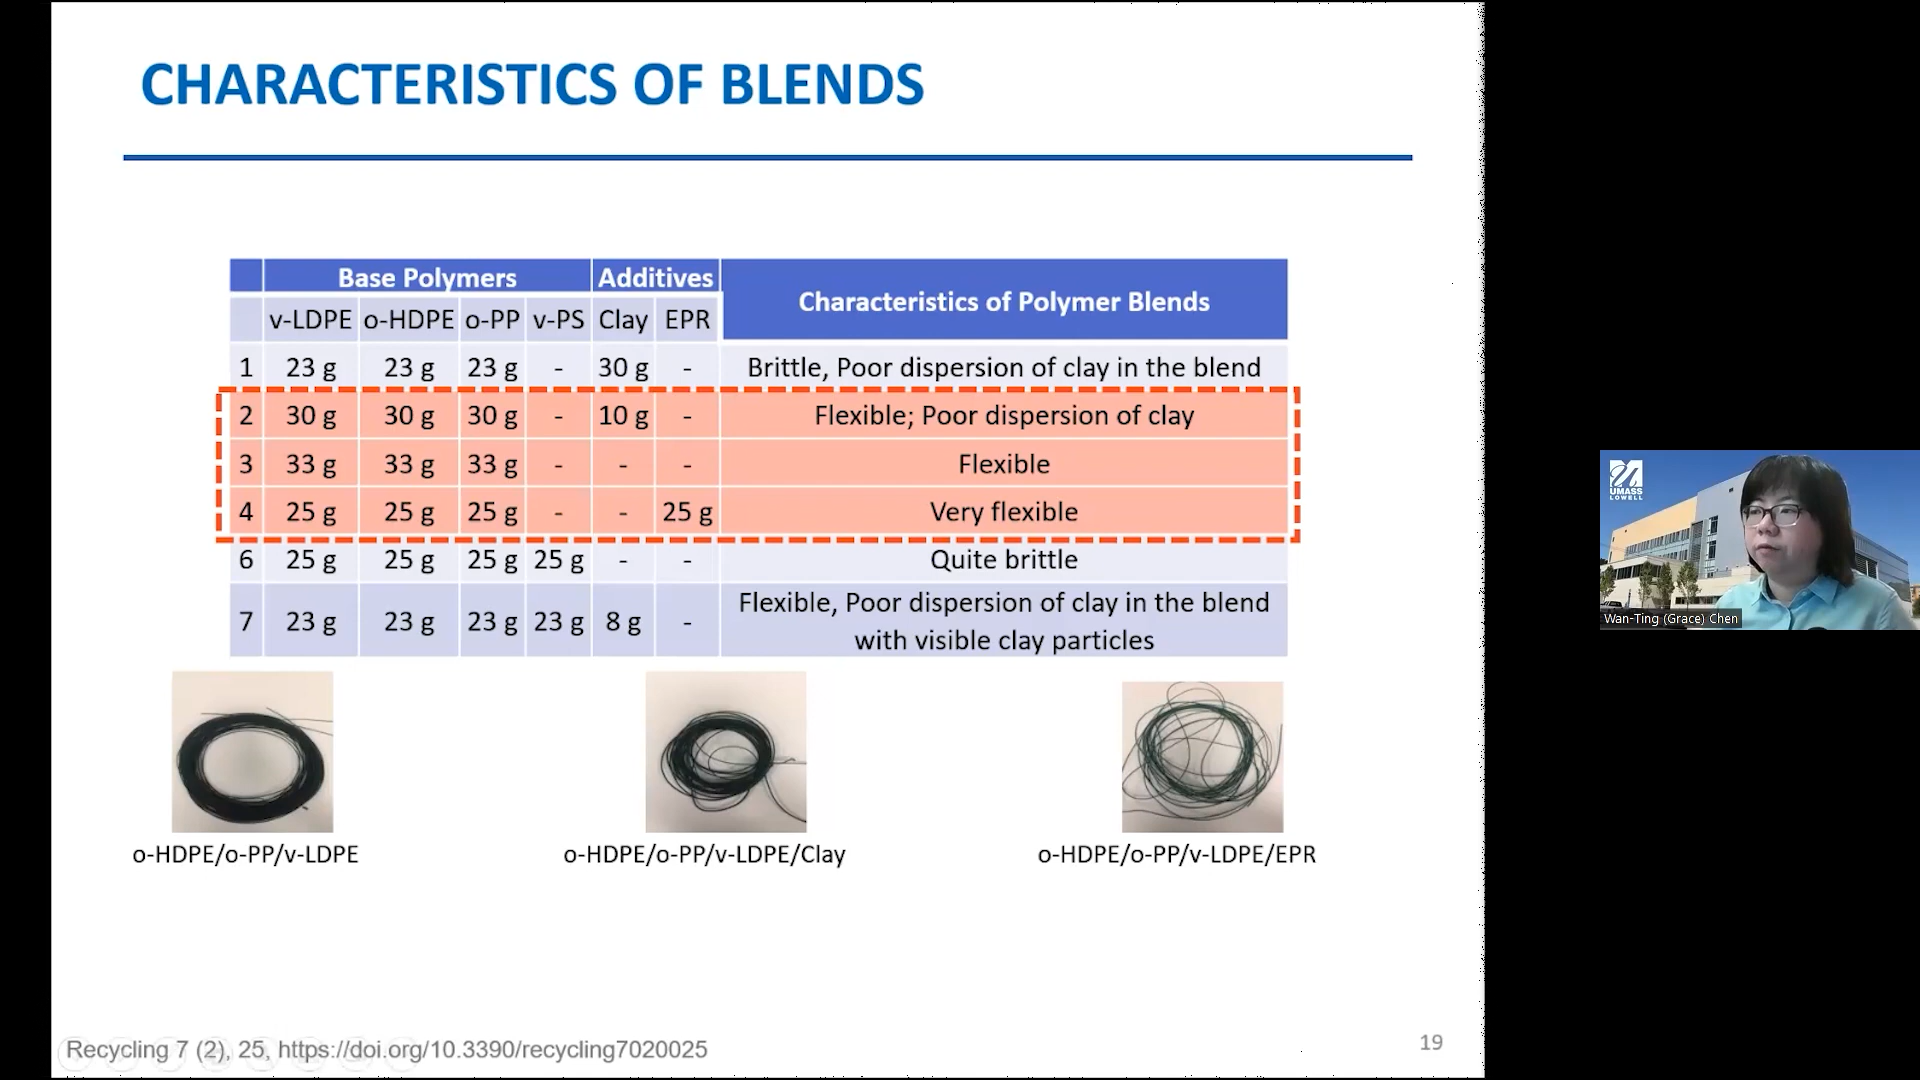 CHARACTERISTICS OF BLENDS
Base Polymers Additives Characteristics of Polymer Blends
v-LDPE o-HDPE o-PP v-PS Clay EPR
1 23 g 23 g 23 g - 30 g - Brittle, Poor dispersion of clay in the blend
2 30 g 30 g 30 g - 10 g - Flexible; Poor dispersion of clay
3 33 g 33 g 33 g - - - Flexible
4 25 g 25 g 25 g - - 25 g Very flexible
6 25 g 25 g 25 g 25 g - - Quite brittle
7 23 g 23 g 23 g 23 g 8 g - Flexible, Poor dispersion of clay in the blend
with visible clay particles
o-HDPE/o-PP/v-LDPE
o-HDPE/o-PP/v-LDPE/Clay
o-HDPE/o-PP/v-LDPE/EPR
Recycling 7 (2), 25, https://doi.org/10.3390/recycling7020025
19
UMASS
LOWELL
Wan-Ting (Grace) Chen